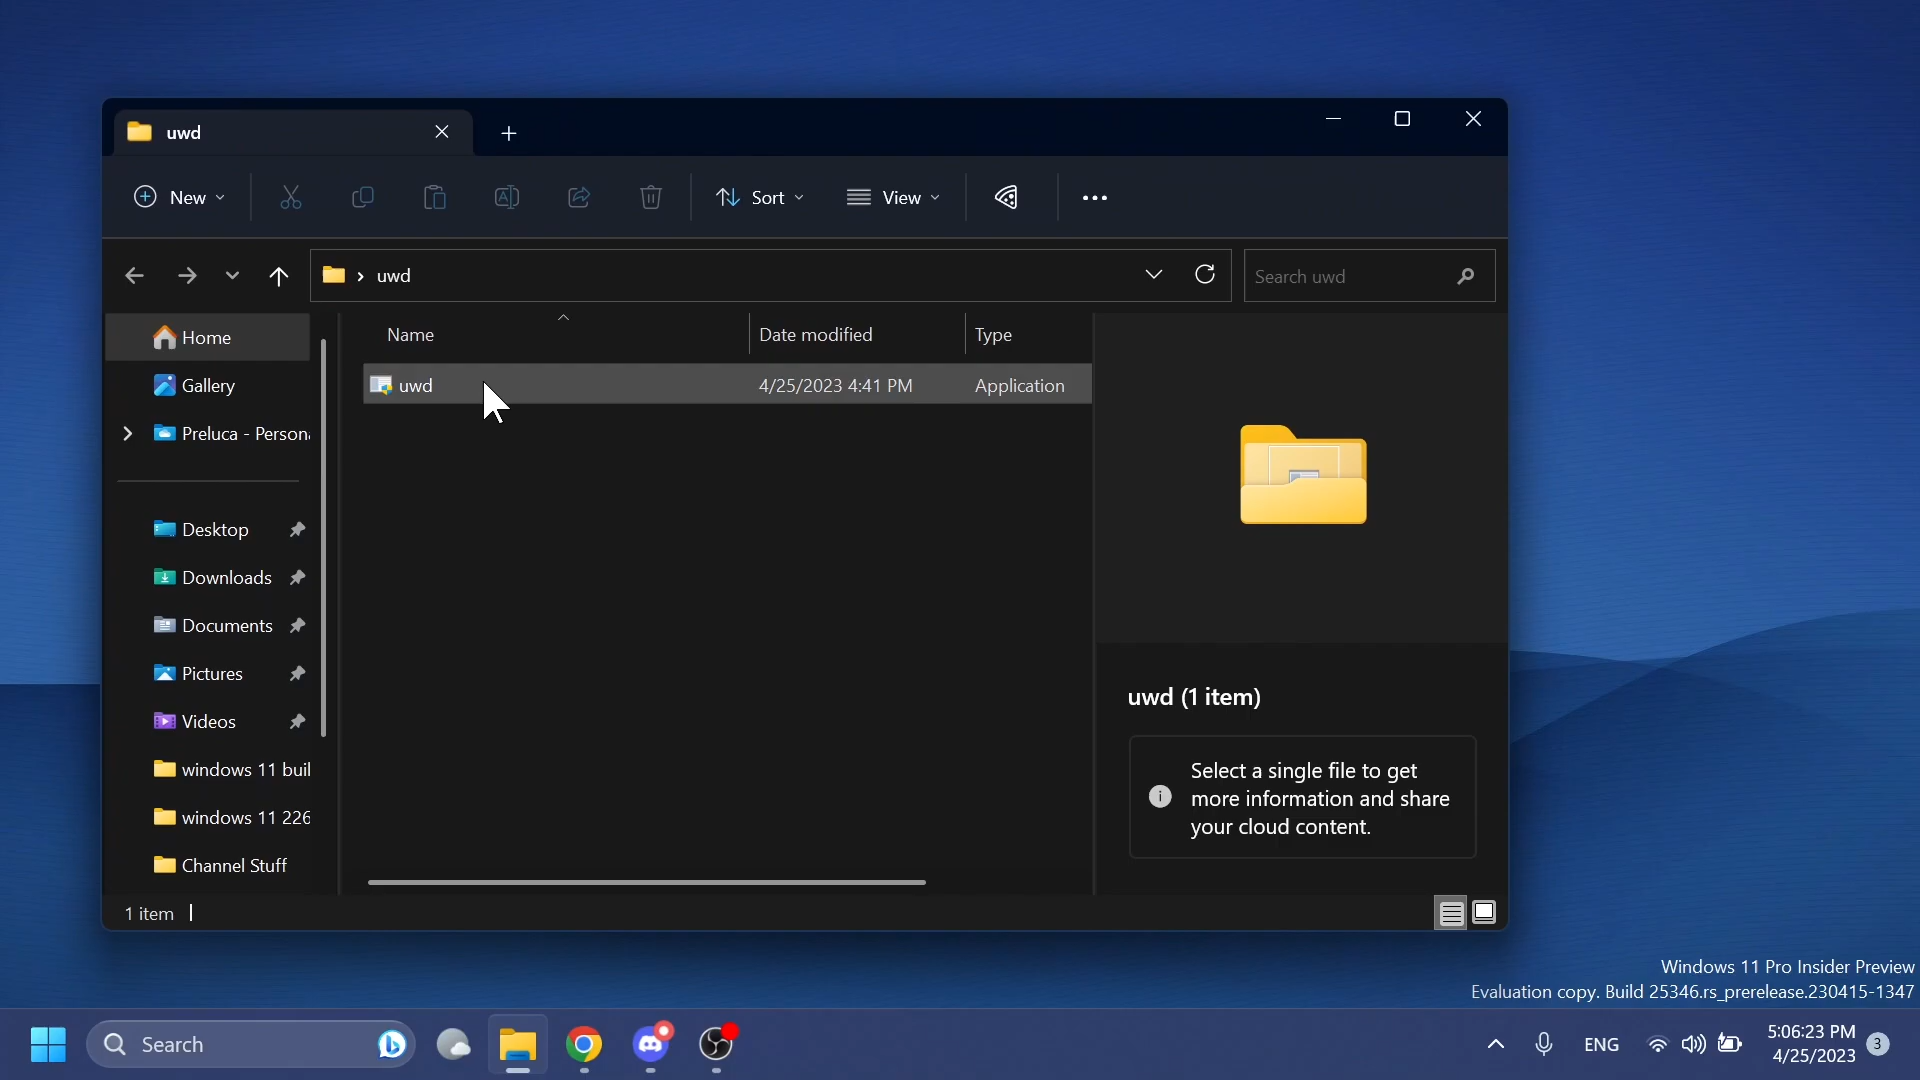 uwd
New
Sort
View
uwd
Search uwd
Home
Gallery
Preluca - Persona
Desktop
Downloads
Documents
Pictures
Videos
windows 11 buil
windows 11 226
Channel Stuff
Name
Date modified
Type
uwd
4/25/2023 4:41 PM
Application
uwd (1 item)
Select a single file to get
more information and share
your cloud content.
1 item
Windows 11 Pro Insider Preview
Evaluation copy. Build 25346.rs_prerelease.230415-1347
Search
ENG
5:06:23 PM
4/25/2023
3